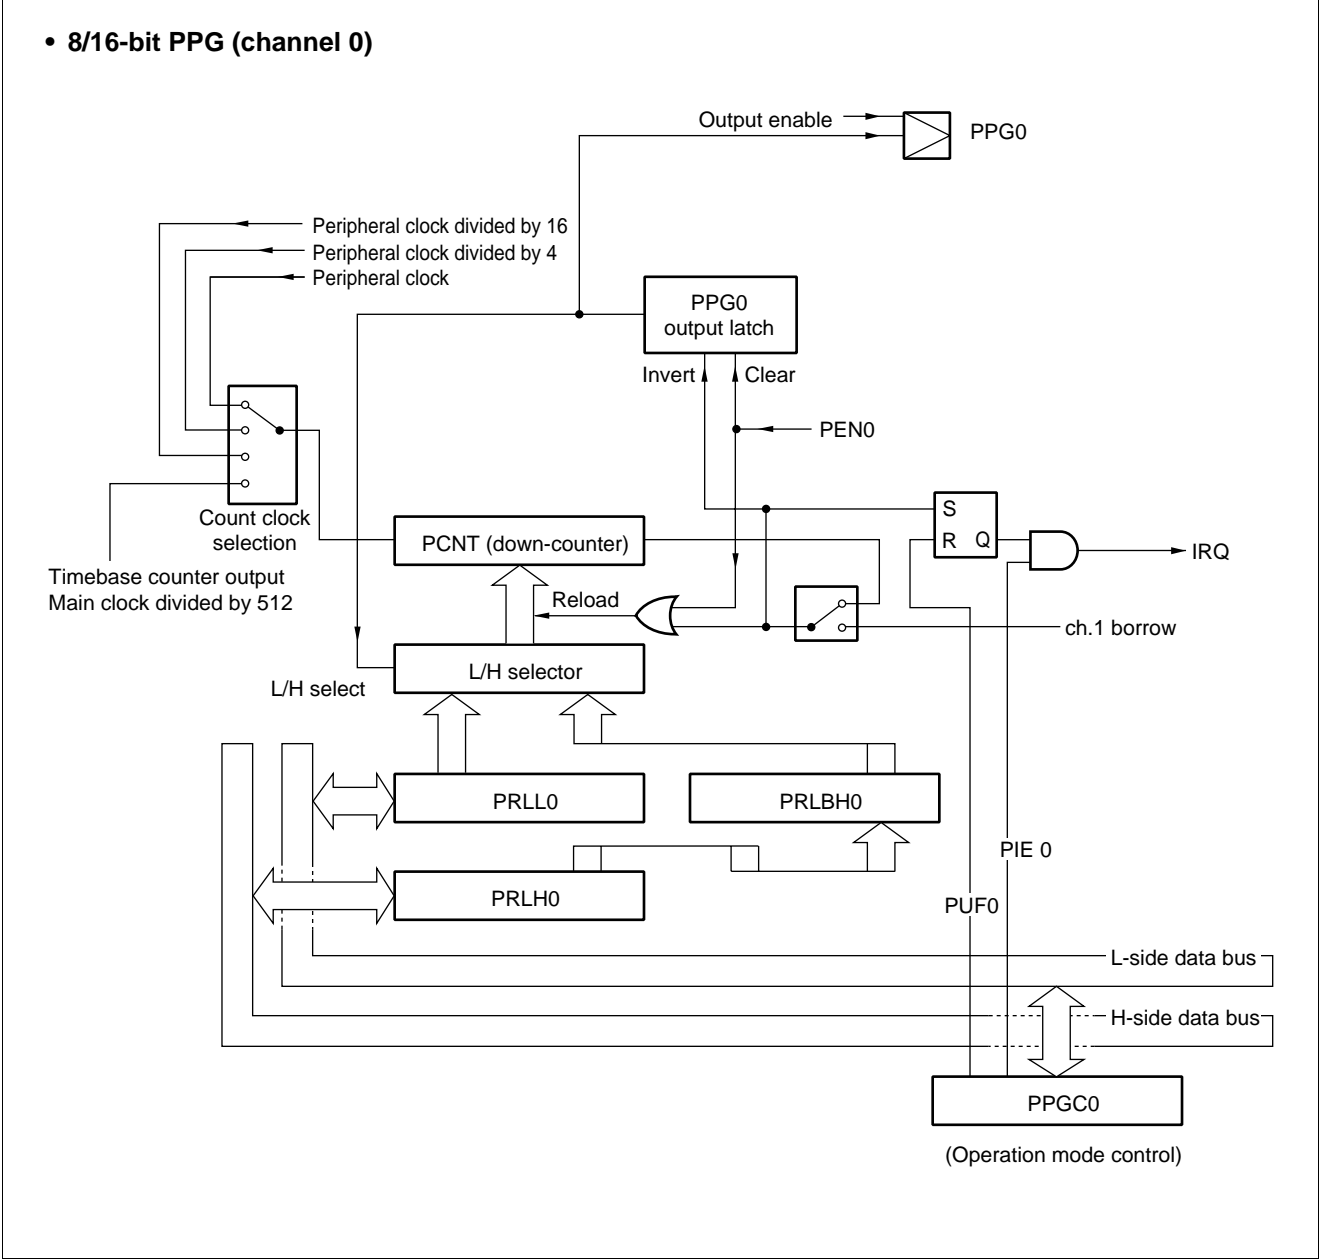 • 8/16-bit PPG (channel 0)
Output enable
PPG0
Peripheral clock divided by 16
Peripheral clock divided by 4
Peripheral clock
PPG0
output latch
Invert
Clear
PEN0
Count clock
selection
PCNT (down-counter)
S
R Q
IRQ
Timebase counter output
Main clock divided by 512
Reload
ch.1 borrow
L/H selector
L/H select
PRLL0
PRLBH0
PIE 0
PRLH0
PUF0
L-side data bus
H-side data bus
PPGC0
(Operation mode control)